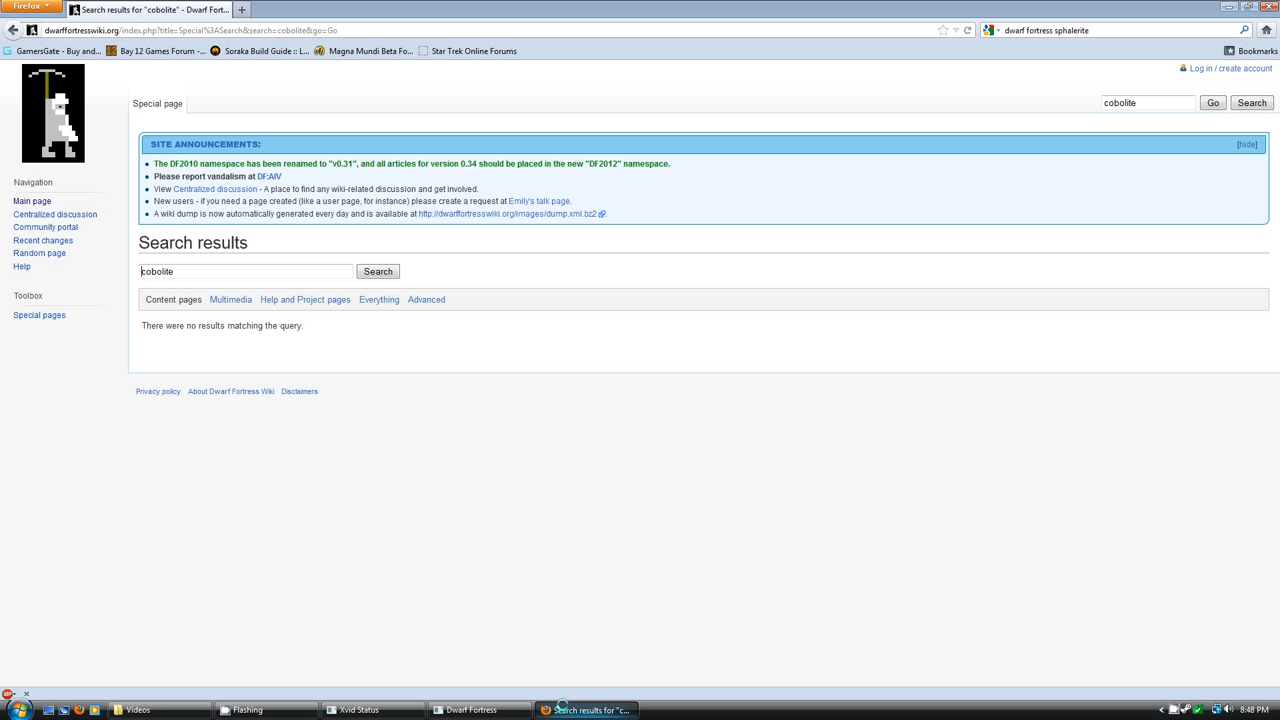 Firefox
Search results for "cobolite" - Dwarf Fort...
dwarffortresswiki.org/index.php?title=Special%3ASearch&search=cobolite&go=Go
dwarf fortress sphalerite
GamersGate - Buy and...
Bay 12 Games Forum -...
Soraka Build Guide :: L...
Magna Mundi Beta Fo...
Star Trek Online Forums
Bookmarks
Log in / create account
Special page
cobolite
Go
Search
SITE ANNOUNCEMENTS:
[hide]
The DF2010 namespace has been renamed to "v0.31", and all articles for version 0.34 should be placed in the new "DF2012" namespace.
Please report vandalism at DF:AIV
View Centralized discussion - A place to find any wiki-related discussion and get involved.
New users - if you need a page created (like a user page, for instance) please create a request at Emily's talk page.
A wiki dump is now automatically generated every day and is available at http://dwarffortresswiki.org/images/dump.xml.bz2.
Navigation
Main page
Centralized discussion
Community portal
Recent changes
Random page
Help
Toolbox
Special pages
Search results
cobolite
Search
Content pages
Multimedia
Help and Project pages
Everything
Advanced
There were no results matching the query.
Privacy policy
About Dwarf Fortress Wiki
Disclaimers
ABP
Videos
Flashing
Xvid Status
Dwarf Fortress
Search results for "c...
8:48 PM